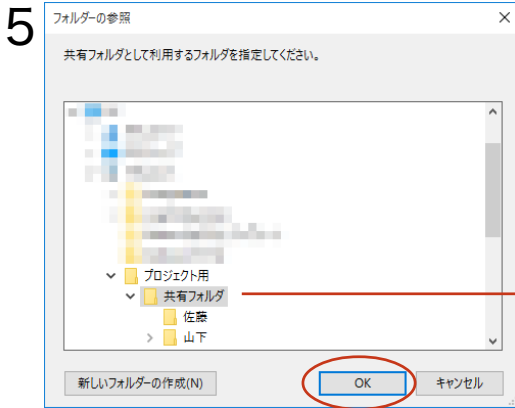 5
フォルダーの参照
共有フォルダとして利用するフォルダを指定してください。
プロジェクト用
共有フォルダ
佐藤
山下
新しいフォルダーの作成(N)
OK
キャンセル